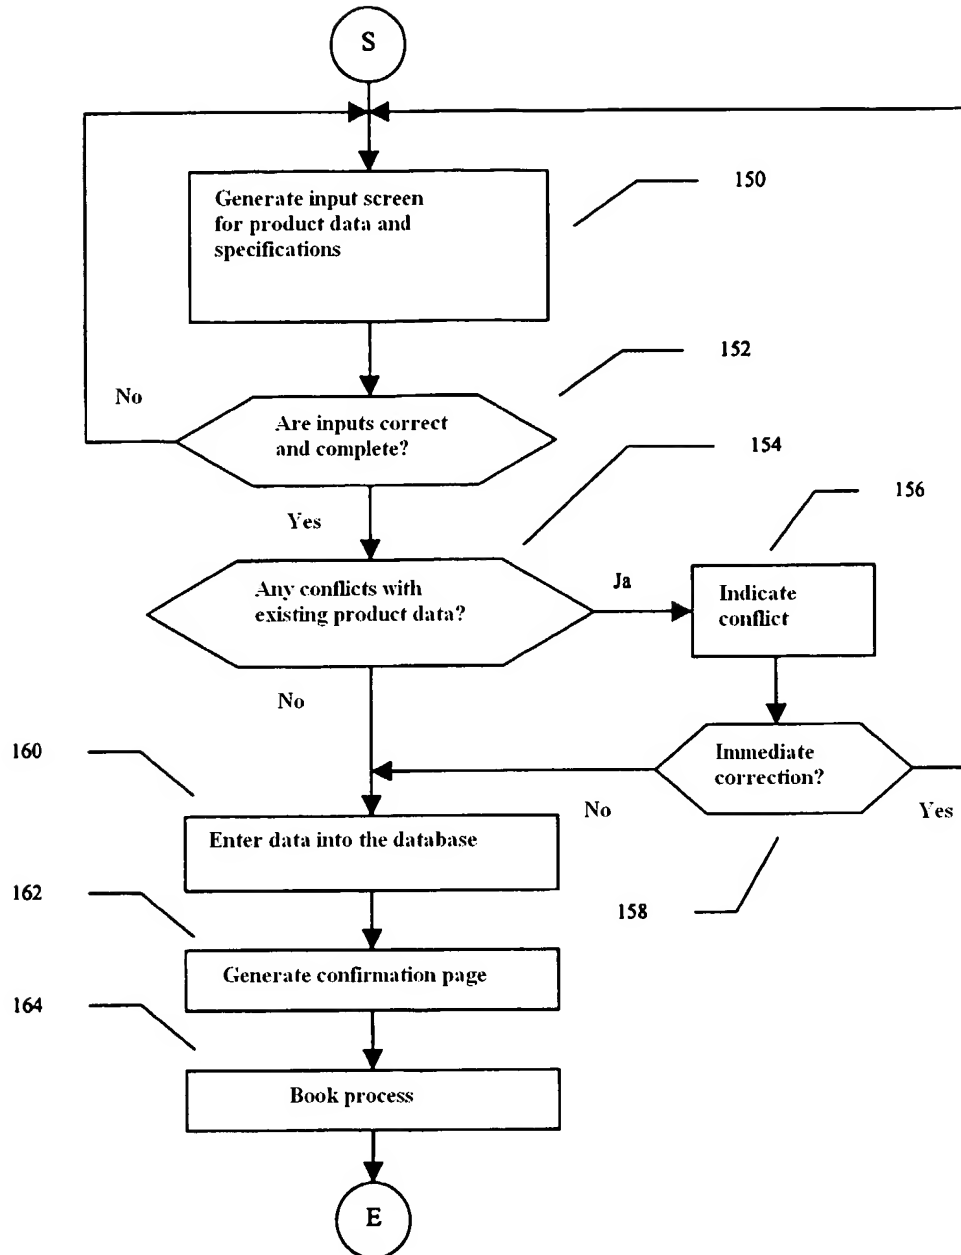 S
Generate input screen
for product data and
specifications
150
152
No
Are inputs correct
and complete?
154
Yes
156
Any conflicts with
existing product data?
Ja
Indicate
conflict
No
160
Immediate
correction?
No
Yes
Enter data into the database
162
158
Generate confirmation page
164
Book process
E